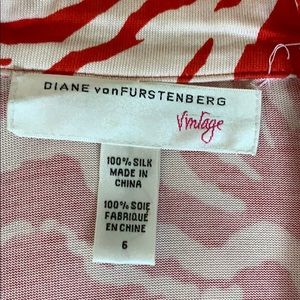 DIANE vonFURSTENBERG
Vintage
100% SILK
MADE IN
CHINA
100% SOIE
FABRIQUÉ
EN CHINE
6